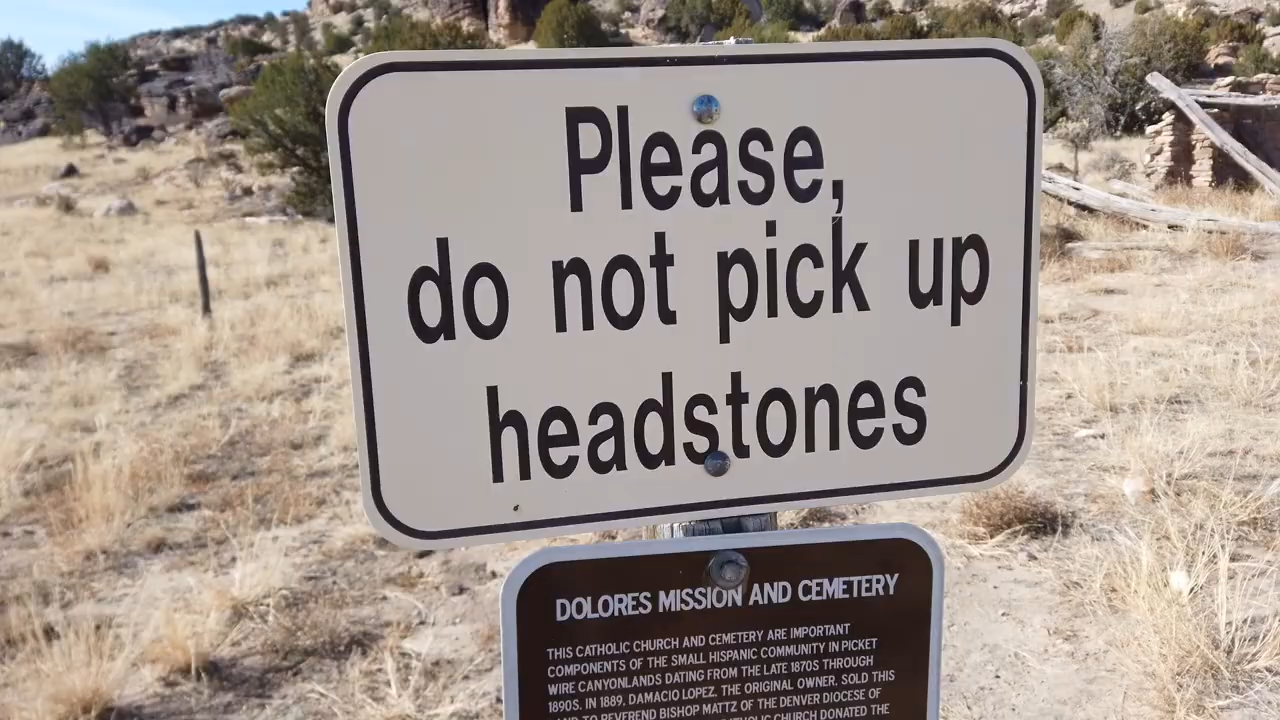 Please,
do not pick up
headstones
DOLORES MISSION AND CEMETERY
THIS CATHOLIC CHURCH AND CEMETERY ARE IMPORTANT
COMPONENTS OF THE SMALL HISPANIC COMMUNITY IN PICKET
WIRE CANYONLANDS DATING FROM THE LATE 1870S THROUGH
1890S. IN 1889, DAMACIO LOPEZ, THE ORIGINAL OWNER, SOLD THIS
LAND TO REVEREND BISHOP MATTZ OF THE DENVER DIOCESE OF
CATHOLIC CHURCH DONATED THE